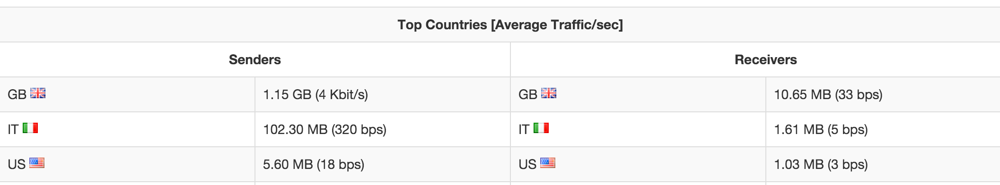 Top Countries [Average Traffic/sec]
Senders Receivers
GB 1.15 GB (4 Kbit/s) GB 10.65 MB (33 bps)
IT 102.30 MB (320 bps) IT 1.61 MB (5 bps)
US 5.60 MB (18 bps) US 1.03 MB (3 bps)